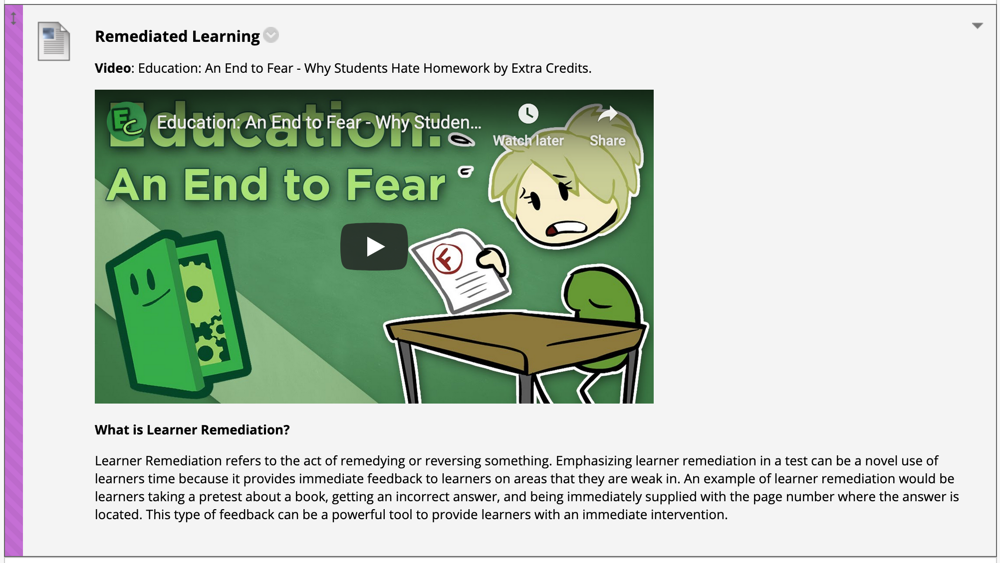 Remediated Learning
Video: Education: An End to Fear - Why Students Hate Homework by Extra Credits.
EC
Education: An End to Fear - Why Studen...
Watch later
Share
Education:
An End to Fear
F
What is Learner Remediation?
Learner Remediation refers to the act of remedying or reversing something. Emphasizing learner remediation in a test can be a novel use of
learners time because it provides immediate feedback to learners on areas that they are weak in. An example of learner remediation would be
learners taking a pretest about a book, getting an incorrect answer, and being immediately supplied with the page number where the answer is
located. This type of feedback can be a powerful tool to provide learners with an immediate intervention.